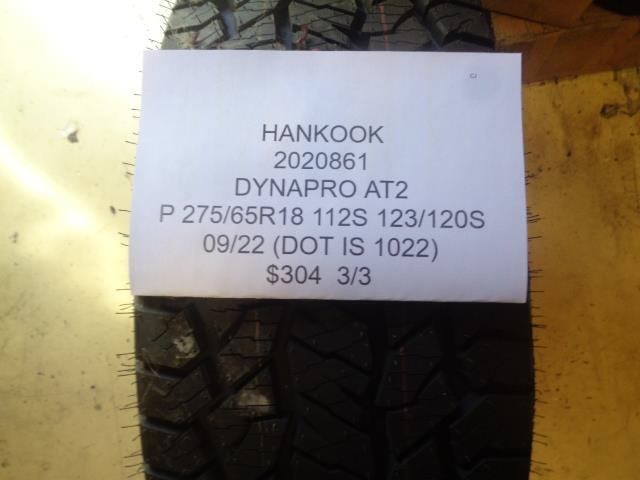 HANKOOK
2020861
DYNAPRO AT2
P 275/65R18 112S 123/120S
09/22 (DOT IS 1022)
$304 3/3